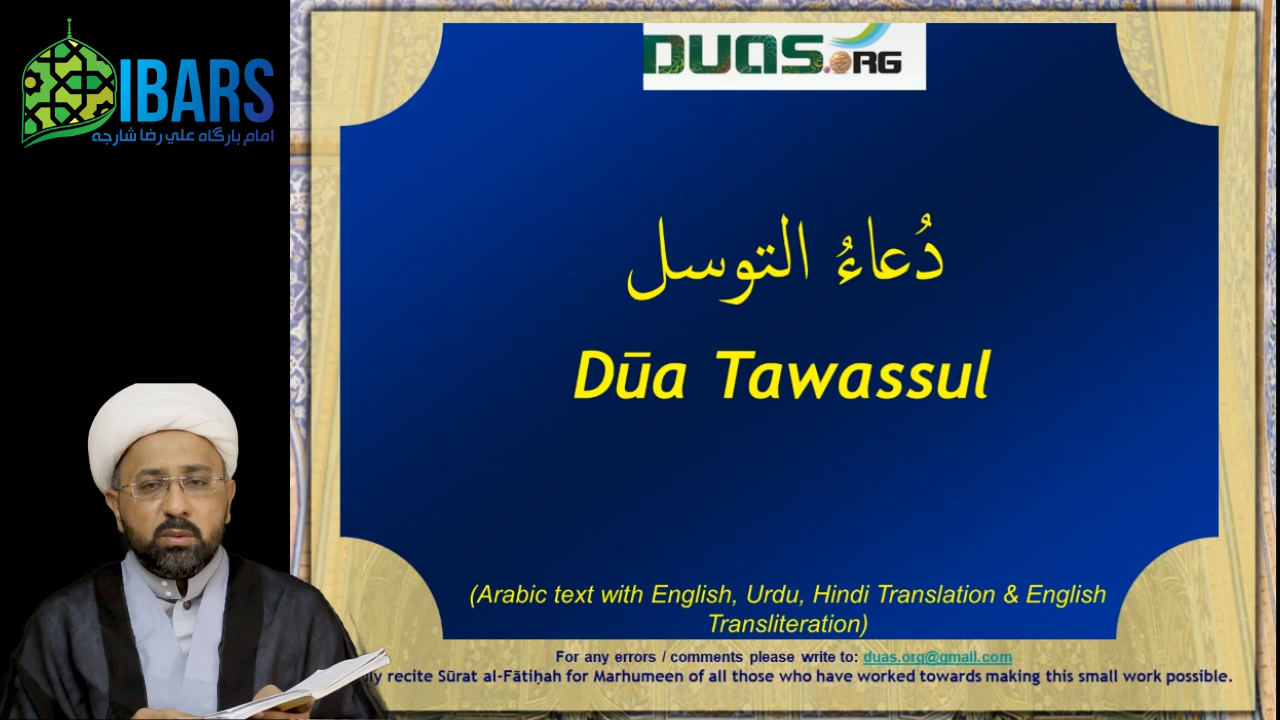 IBARS
امام بارگاه علي رضا شارجه
DUAS.ORG
دُعاءُ التوسل
Dūa Tawassul
(Arabic text with English, Urdu, Hindi Translation & English
Transliteration)
For any errors / comments please write to: duas.org@gmail.com
recite Sūrat al-Fātiḥah for Marhumeen of all those who have worked towards making this small work possible.